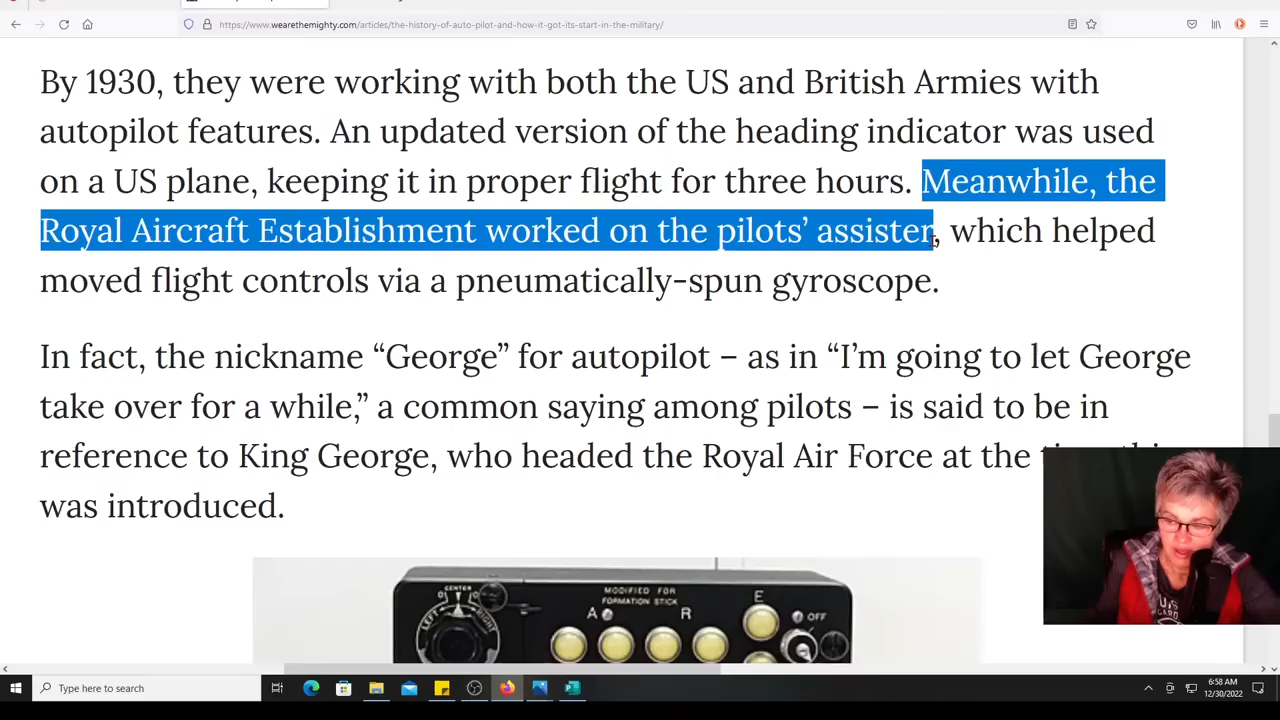 https://www.wearethemighty.com/articles/the-history-of-auto-pilot-and-how-it-got-its-start-in-the-military/
By 1930, they were working with both the US and British Armies with
autopilot features. An updated version of the heading indicator was used
on a US plane, keeping it in proper flight for three hours. Meanwhile, the
Royal Aircraft Establishment worked on the pilots’ assister, which helped
moved flight controls via a pneumatically-spun gyroscope.
In fact, the nickname “George” for autopilot – as in “I’m going to let George
take over for a while,” a common saying among pilots – is said to be in
reference to King George, who headed the Royal Air Force at the
was introduced.
CENTER
LEFT
RIGHT
MODIFIED FOR
FORMATION STICK
A R E OFF
Type here to search
6:58 AM
12/30/2022